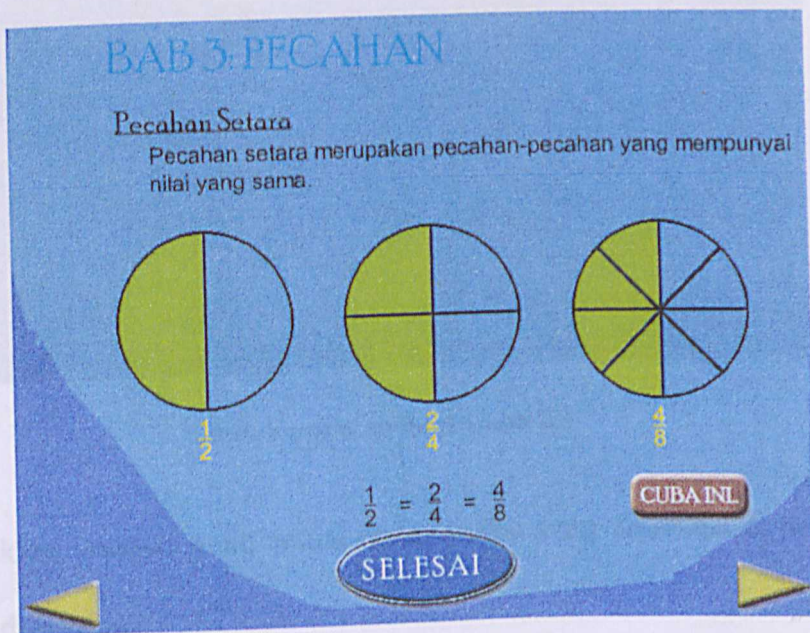 BAB 3: PECAHAN
Pecahan Setara
Pecahan setara merupakan pecahan-pecahan yang mempunyai
nilai yang sama.
1/2 2/4 4/8
1/2 = 2/4 = 4/8
CUBA INI..
SELESAI